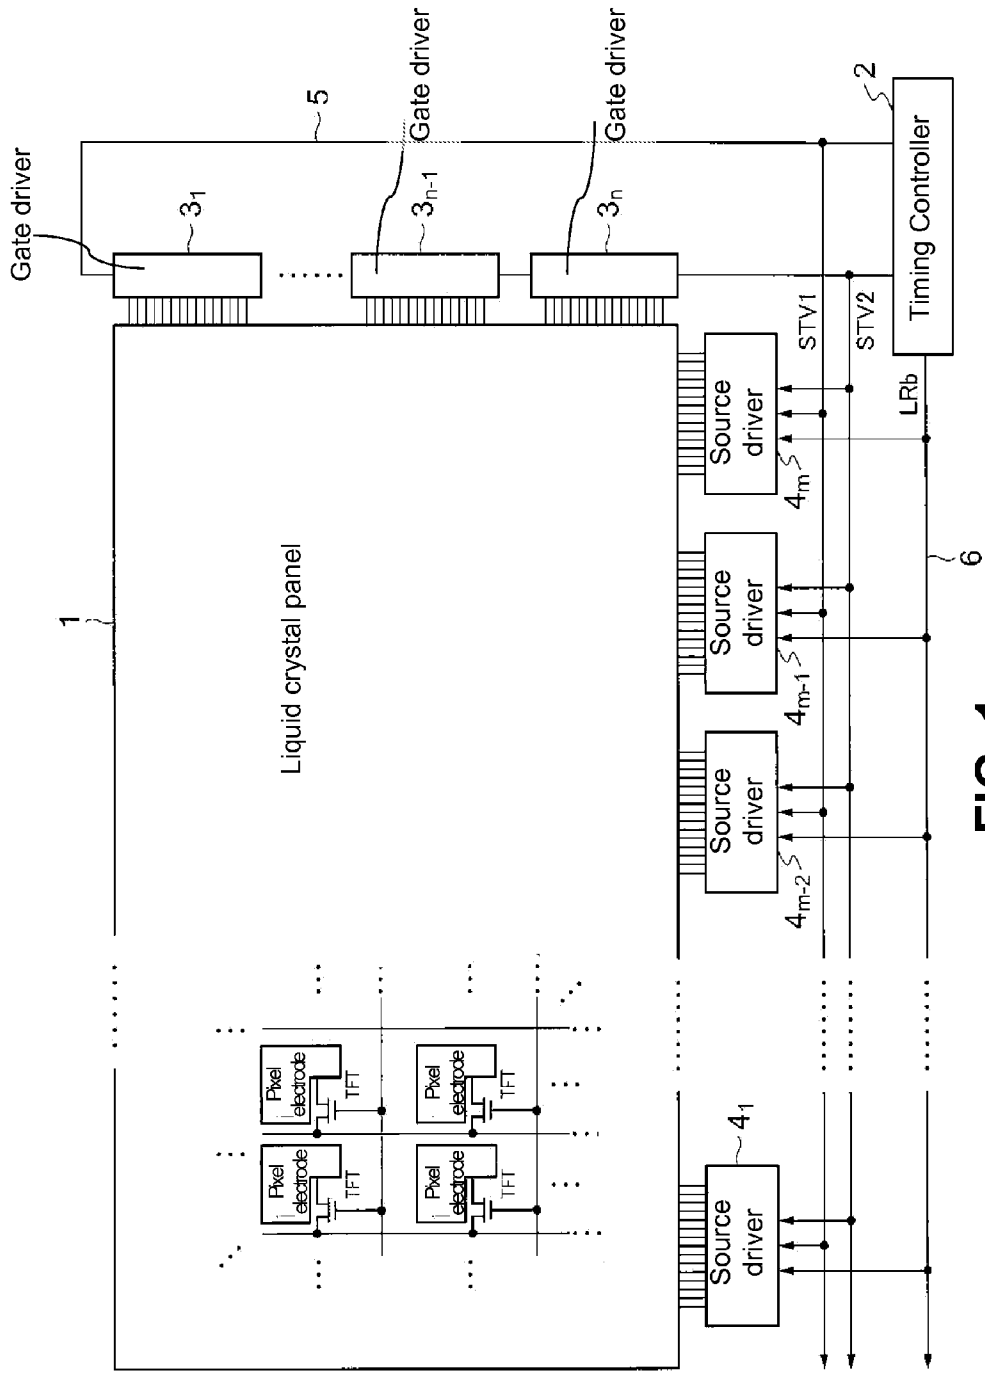 1
Liquid crystal panel
Pixel
electrode
TFT
Pixel
electrode
TFT
Pixel
electrode
TFT
Pixel
electrode
TFT
Gate driver
3₁
5
Gate driver
3ₙ₋₁
Gate driver
3ₙ
Source
driver
4₁
Source
driver
4ₘ₋₂
Source
driver
4ₘ₋₁
Source
driver
4ₘ
STV1
STV2
LRb
6
Timing Controller
2